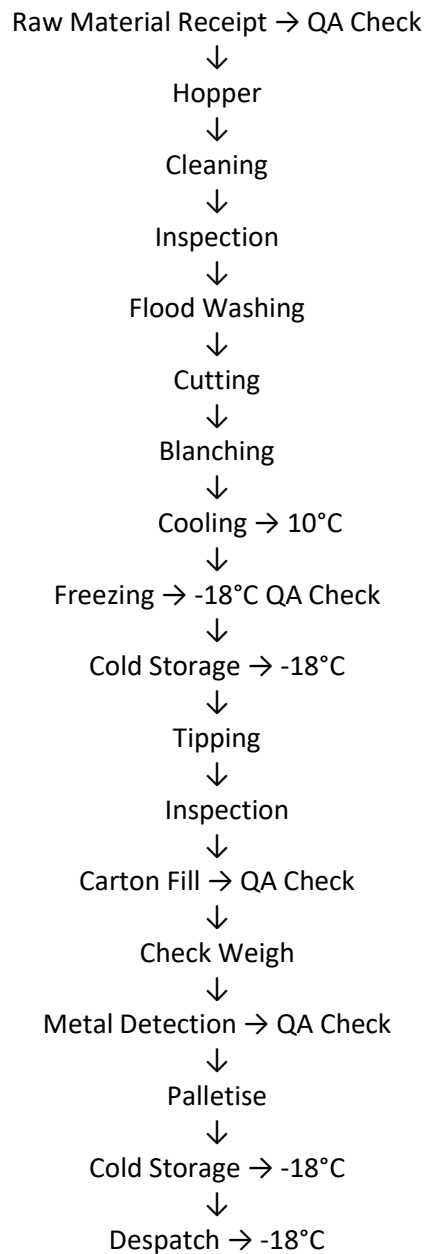 Raw Material Receipt → QA Check
↓
Hopper
↓
Cleaning
↓
Inspection
↓
Flood Washing
↓
Cutting
↓
Blanching
↓
Cooling → 10°C
↓
Freezing → -18°C QA Check
↓
Cold Storage → -18°C
↓
Tipping
↓
Inspection
↓
Carton Fill → QA Check
↓
Check Weigh
↓
Metal Detection → QA Check
↓
Palletise
↓
Cold Storage → -18°C
↓
Despatch → -18°C